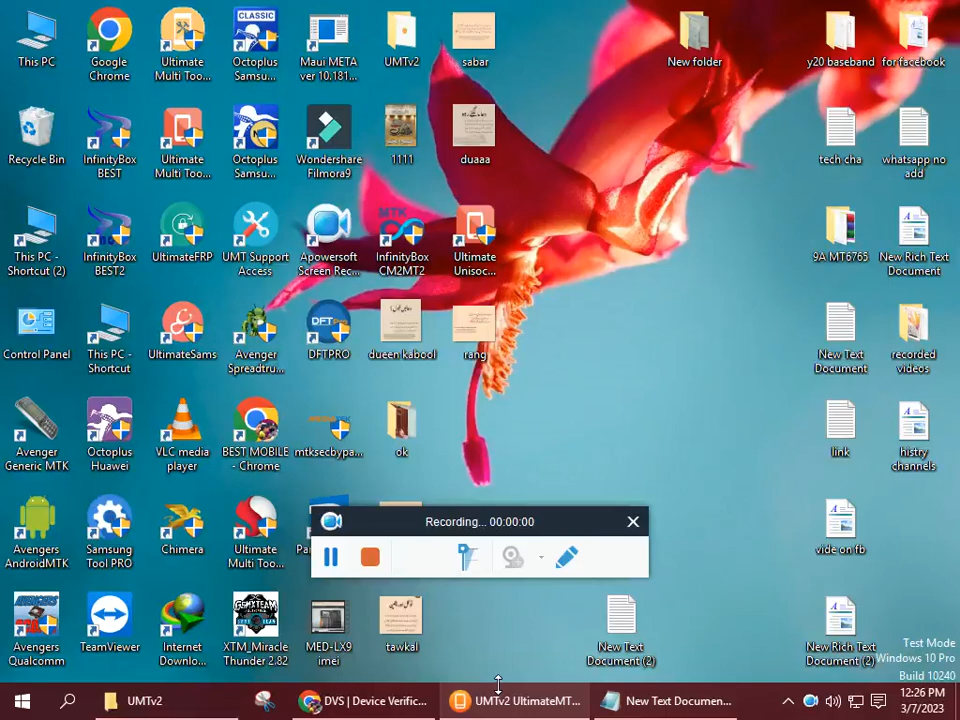 This PC
Google
Chrome
Ultimate
Multi Too...
CLASSIC
Octoplus
Samsu...
Maui META
ver 10.181...
UMTv2
sabar
New folder
y20 baseband
for facebook
Recycle Bin
InfinityBox
BEST
Ultimate
Multi Too...
Octoplus
Samsu...
Wondershare
Filmora9
1111
duaaa
tech cha
whatsapp no
add
This PC -
Shortcut (2)
InfinityBox
BEST2
UltimateFRP
UMT Support
Access
Apowersoft
Screen Rec...
MTK
InfinityBox
CM2MT2
Ultimate
Unisoc...
9A MT6765
New Rich Text
Document
Control Panel
This PC -
Shortcut
UltimateSams
Avenger
Spreadtru...
DFT Pro
DFTPRO
dueen kabool
rang
New Text
Document
recorded
videos
Avenger
Generic MTK
Octoplus
Huawei
VLC media
player
BEST MOBILE
- Chrome
mtksecbypa...
ok
link
histry
channels
Avengers
AndroidMTK
Samsung
Tool PRO
Chimera
Ultimate
Multi Too...
Recording... 00:00:00
vide on fb
Avengers
Qualcomm
TeamViewer
Internet
Downlo...
GSMXTEAM
XTM_Miracle
Thunder 2.82
MED-LX9
imei
tawkal
New Text
Document (2)
New Rich Text
Document (2)
Test Mode
Windows 10 Pro
Build 10240
UMTv2
DVS | Device Verific...
UMTv2 UltimateMT...
New Text Documen...
12:26 PM
3/7/2023